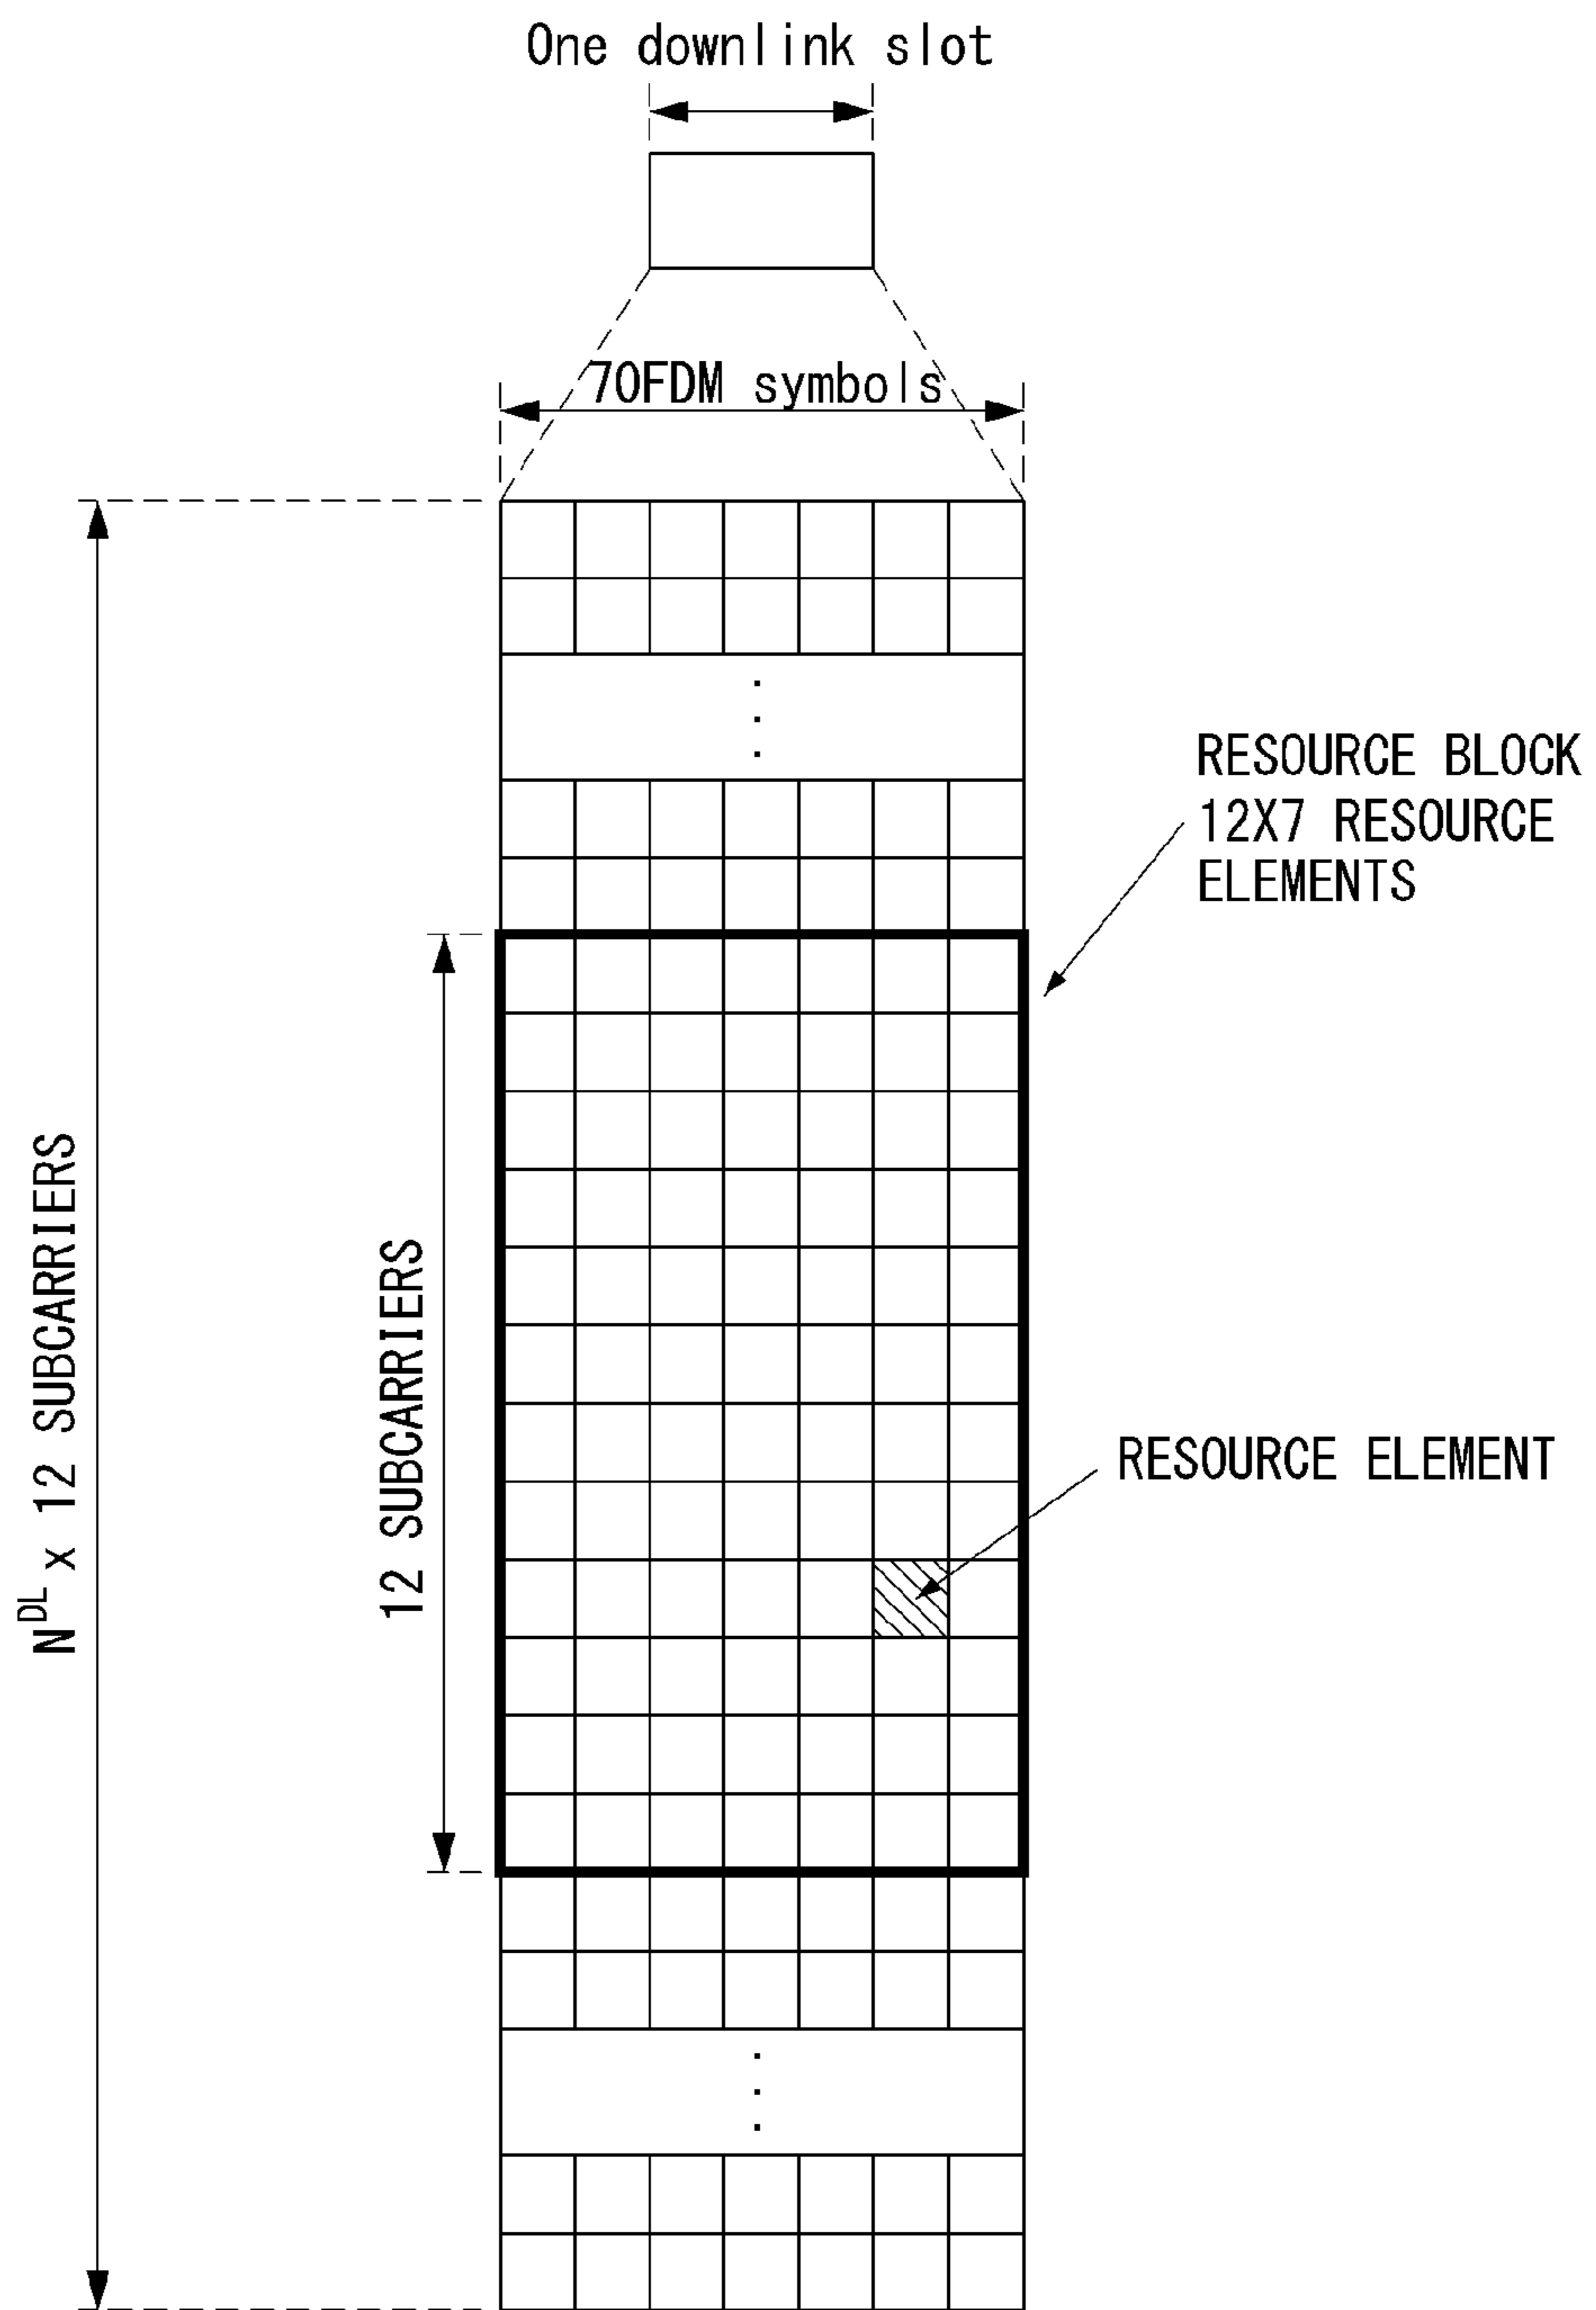 One downlink slot
7OFDM symbols
RESOURCE BLOCK
12X7 RESOURCE
ELEMENTS
N^DL x 12 SUBCARRIERS
12 SUBCARRIERS
RESOURCE ELEMENT